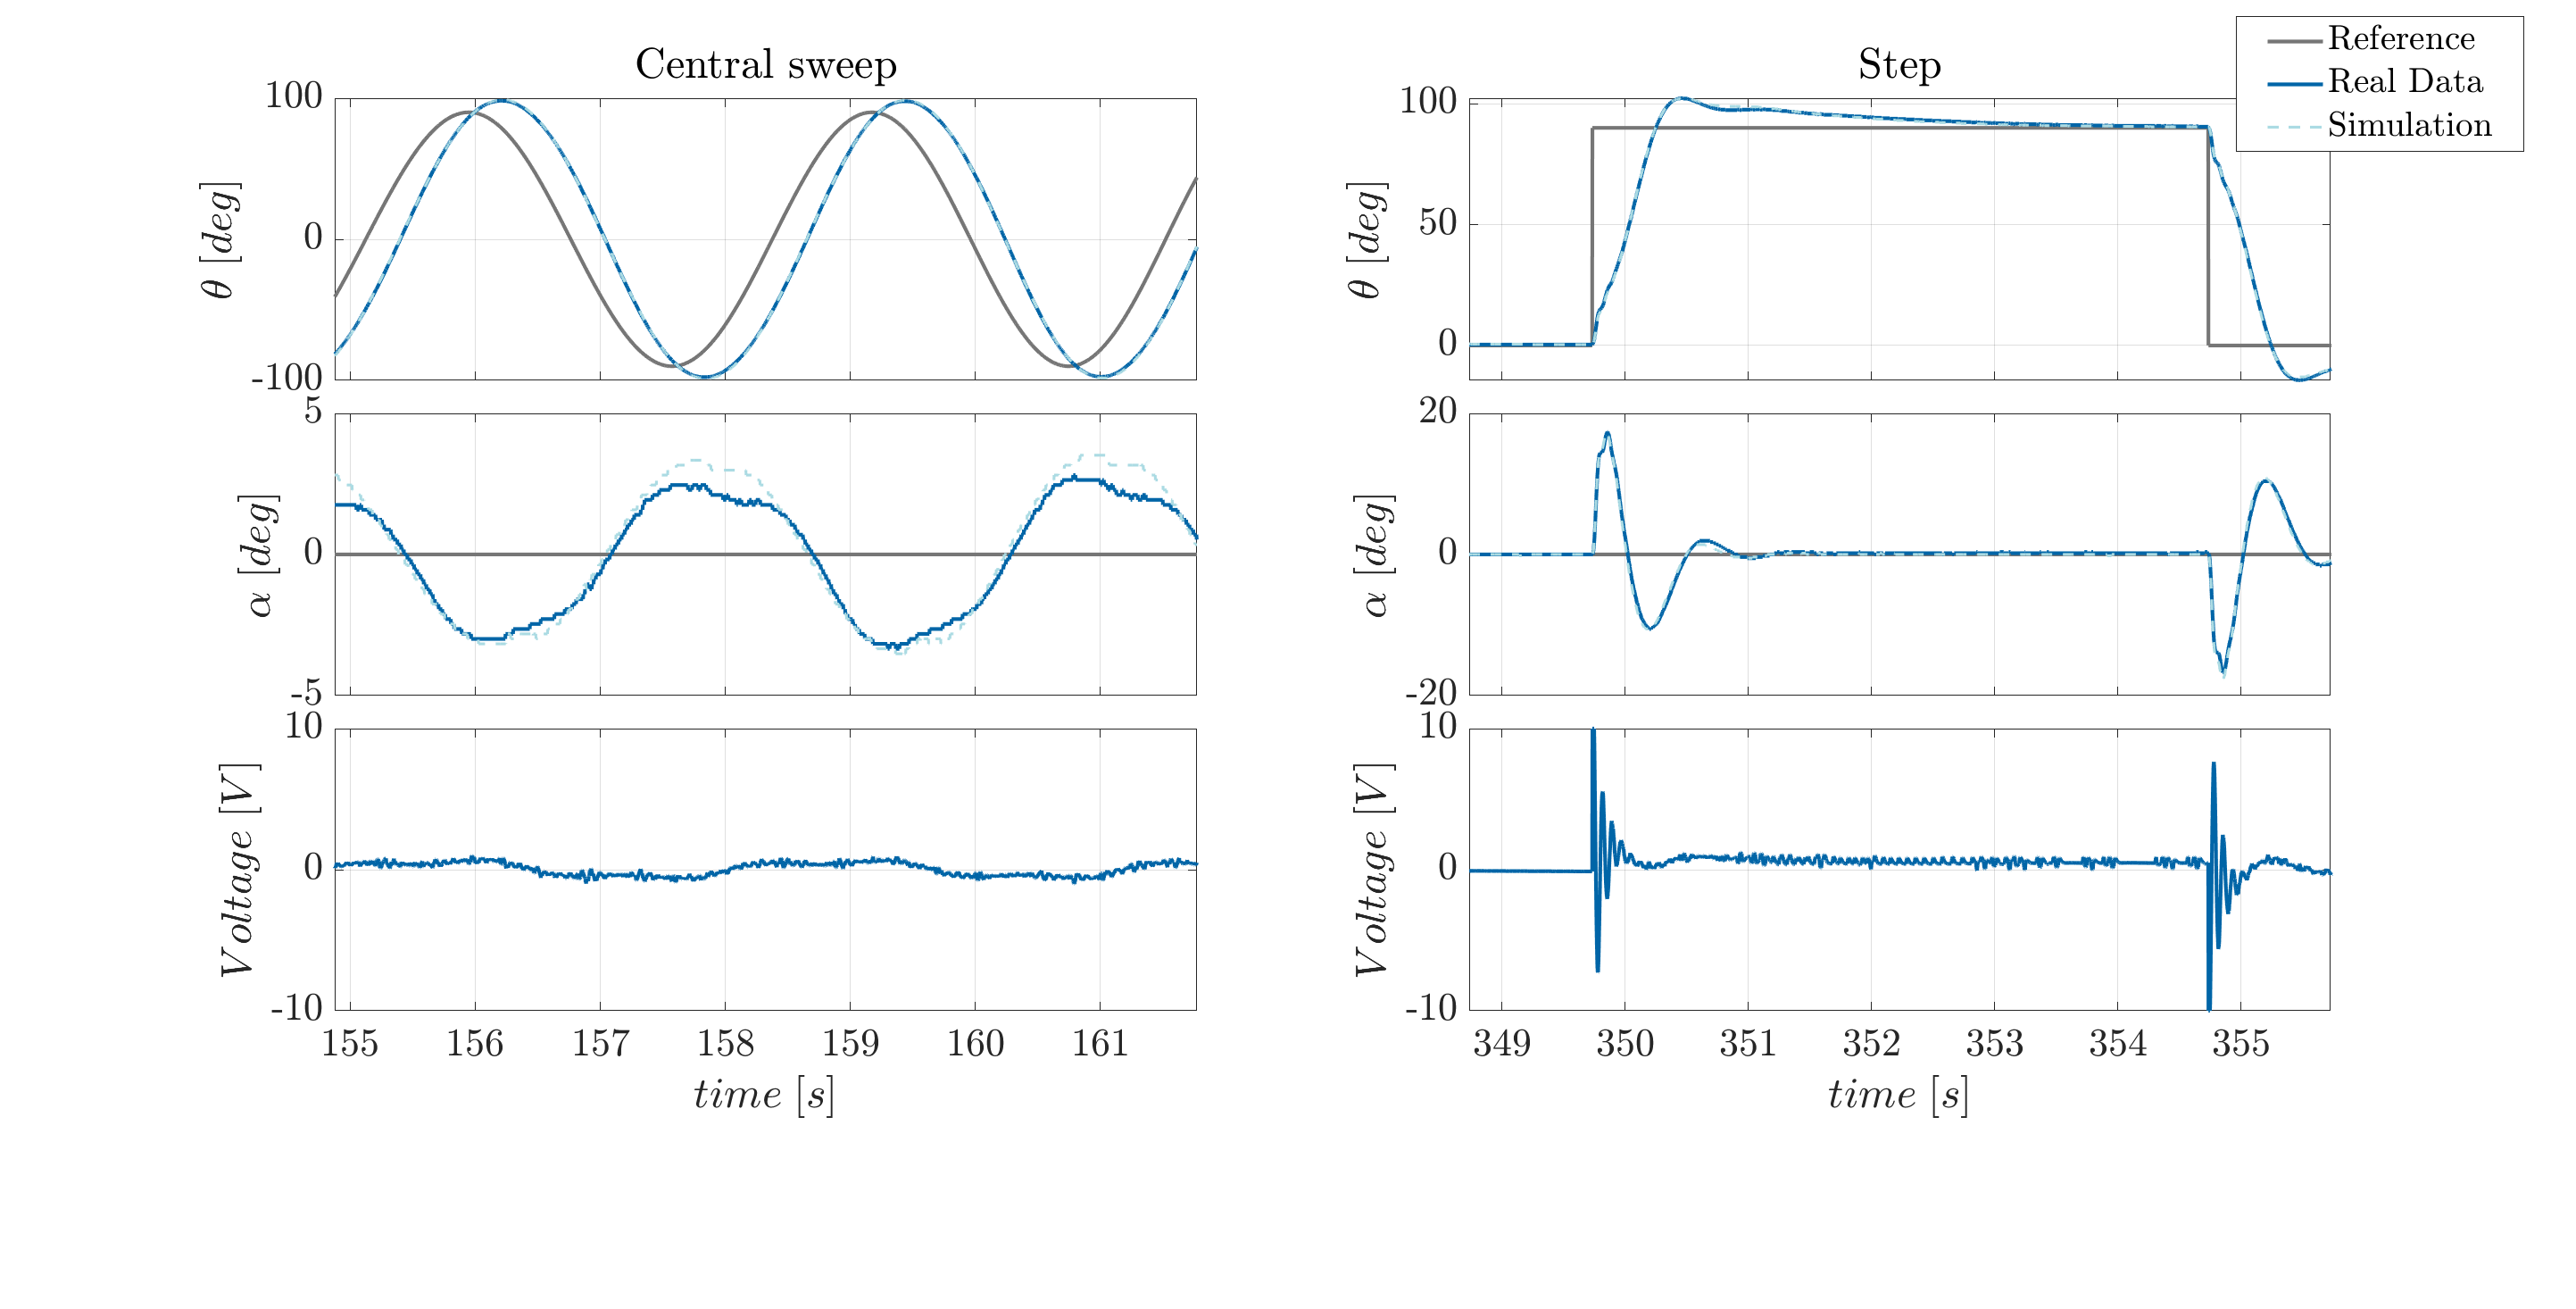 Central sweep
100
0
-100
θ [deg]
5
0
-5
α [deg]
10
0
-10
Voltage [V]
155 156 157 158 159 160 161
time [s]
Step
Reference
Real Data
Simulation
100
50
0
θ [deg]
20
0
-20
α [deg]
10
0
-10
Voltage [V]
349 350 351 352 353 354 355
time [s]